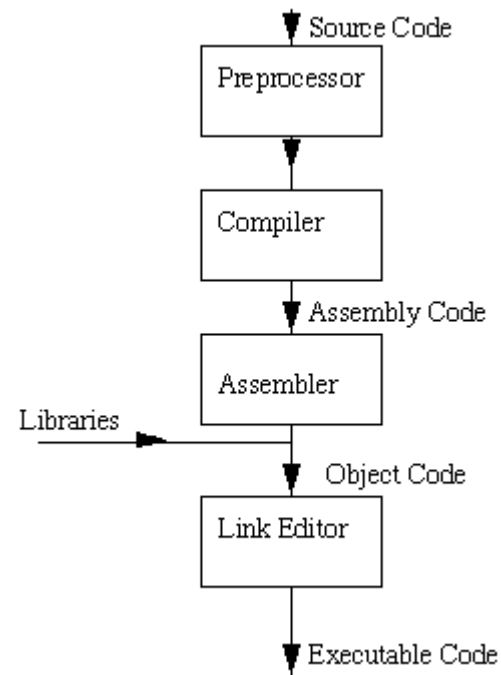 Source Code
Preprocessor
Compiler
Assembly Code
Assembler
Libraries
Object Code
Link Editor
Executable Code